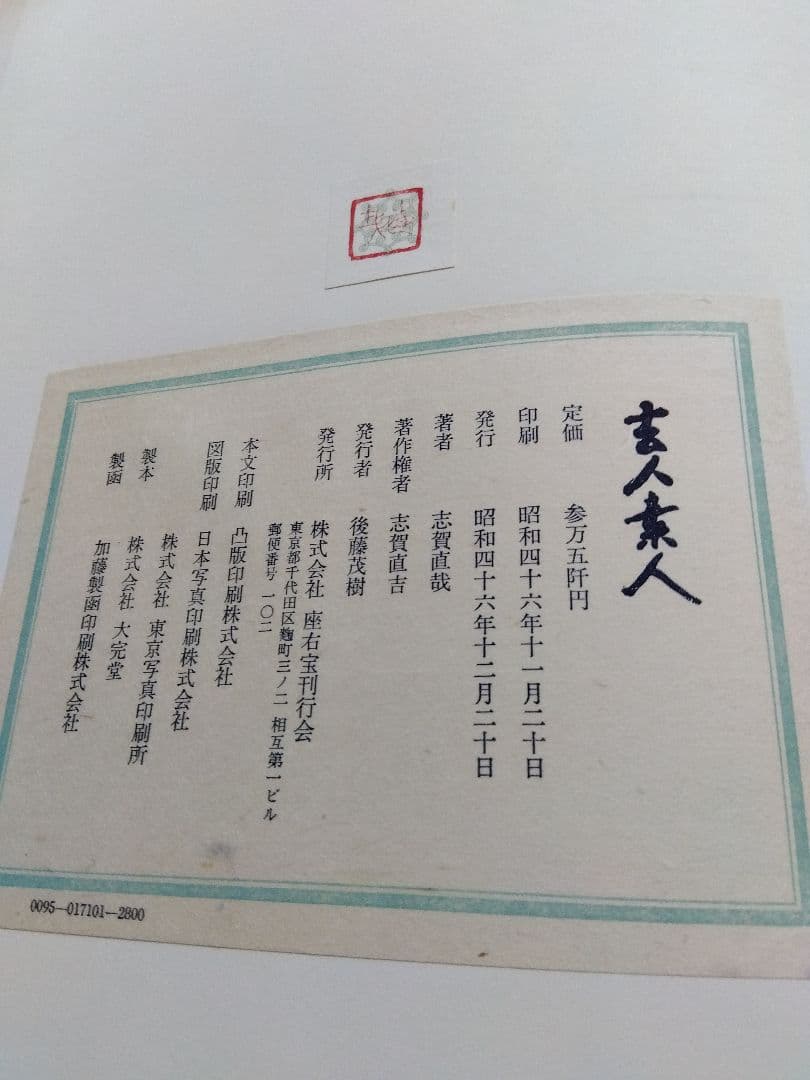 玄人素人
定価 参万五阡円
印刷 昭和四十六年十一月二十日
発行 昭和四十六年十二月二十日
著者 志賀直哉
著作権者 志賀直吉
発行者 後藤茂樹
発行所 株式会社 座右宝刊行会
東京都千代田区麹町三ノ二 相互第一ビル
郵便番号 一〇二
本文印刷 凸版印刷株式会社
図版印刷 日本写真印刷株式会社
株式会社 東京写真印刷所
製本 株式会社 大完堂
製函 加藤製函印刷株式会社
0095—017101—2800